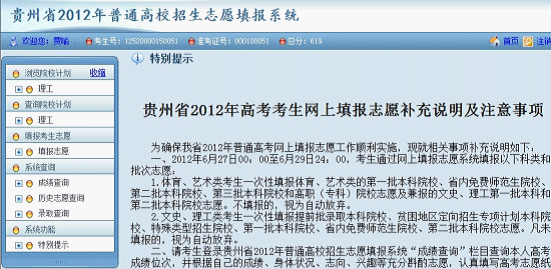 贵州省2012年普通高校招生志愿填报系统
欢迎您：贾喻 考生号：12520000150051 准考证号：000100051 总分：619 首页 注销
浏览院校计划 收缩
理工
查询院校计划
理工
填报考生志愿
填报志愿
系统查询
成绩查询
历史志愿查询
录取查询
系统功能
特别提示
特别提示
贵州省2012年高考考生网上填报志愿补充说明及注意事项
为确保我省2012年普通高考网上填报志愿工作顺利实施，现就相关事项补充说明如下：
一、2012年6月27日00：00至6月29日24：00，考生通过网上填报志愿系统填报以下科类和
批次志愿：
1.体育、艺术类考生一次性填报体育、艺术类的第一批本科院校、省内免费师范生院校、
第二批本科院校、第三批本科院校和高职（专科）院校志愿及兼报的文史、理工第一批本科和
第二批本科院校志愿。不填报的，视为自动放弃。
2.文史、理工类考生一次性填报提前批录取本科院校、贫困地区定向招生专项计划本科院
校、特殊类型招生院校、第一批本科院校、省内免费师范生院校、第二批本科院校志愿。凡未
填报的，视为自动放弃。
二、请考生登录贵州省2012年普通高校招生志愿填报系统“成绩查询”栏目查询本人高考
成绩位次，并根据自己的成绩、身体状况、志向、兴趣等充分斟酌志愿，认真填写高考志愿纸